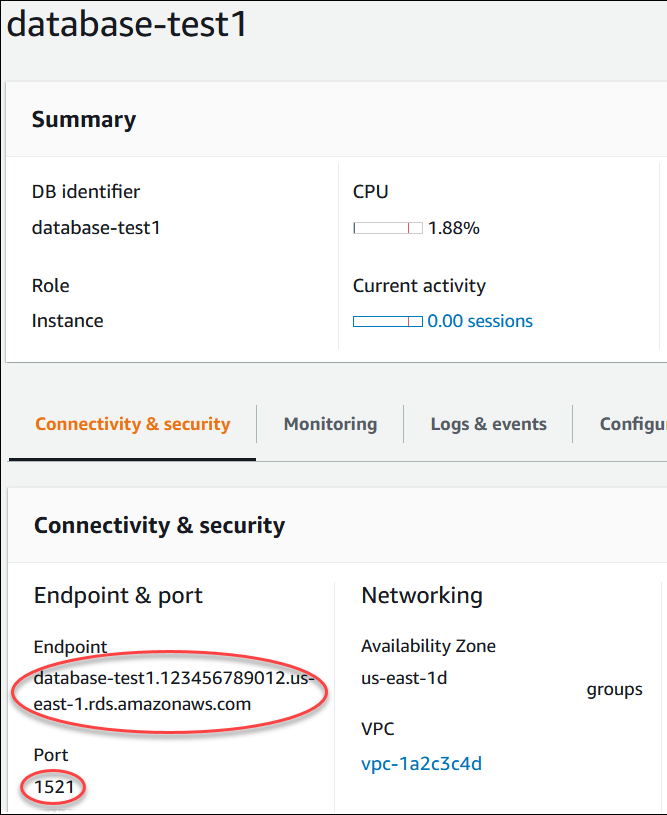 database-test1
Summary
DB identifier
database-test1
CPU
1.88%
Role
Instance
Current activity
0.00 sessions
Connectivity & security
Monitoring
Logs & events
Configu
Connectivity & security
Endpoint & port
Endpoint
database-test1.123456789012.us-
east-1.rds.amazonaws.com
Port
1521
Networking
Availability Zone
us-east-1d
VPC
vpc-1a2c3c4d
groups